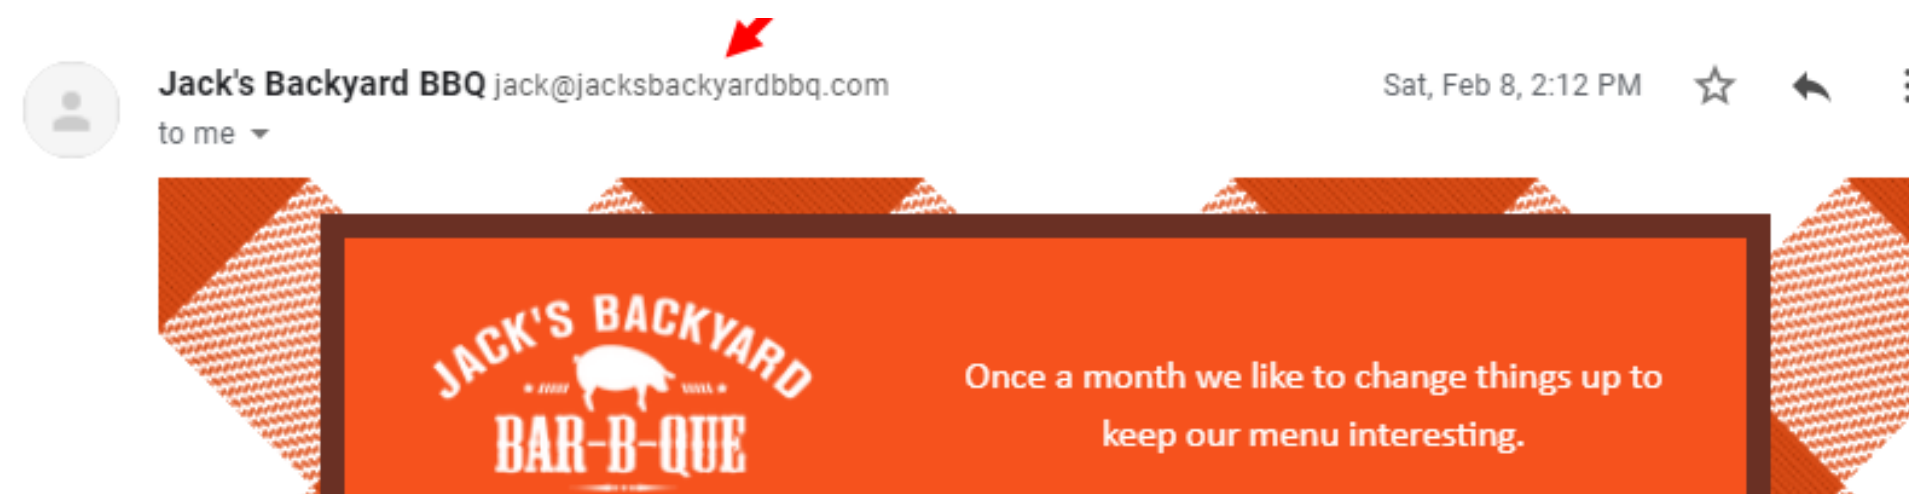 Jack's Backyard BBQ jack@jacksbackyardbbq.com
Sat, Feb 8, 2:12 PM
to me
JACK'S BACKYARD
BAR-B-QUE
Once a month we like to change things up to
keep our menu interesting.